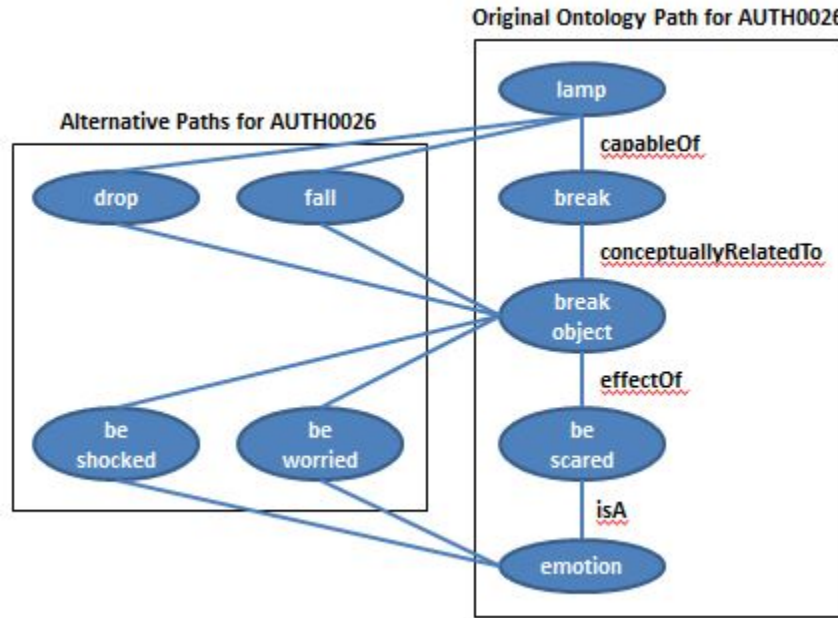 Original Ontology Path for AUTH0026
lamp
Alternative Paths for AUTH0026
capableOf
drop
fall
break
conceptuallyRelatedTo
break
object
effectOf
be
shocked
be
worried
be
scared
isA
emotion